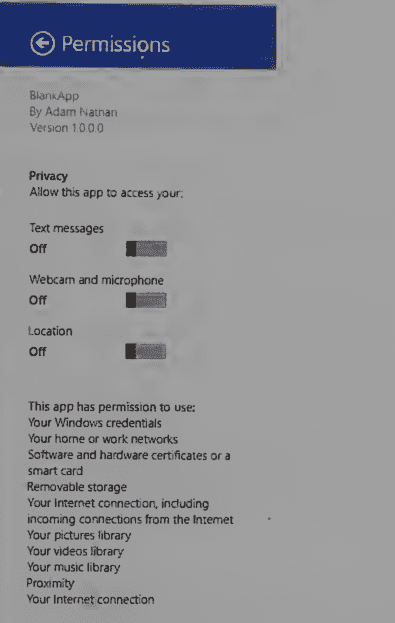 Permissions
BlankApp
By Adam Nathan
Version 1.0.0.0
Privacy
Allow this app to access your:
Text messages
Off
Webcam and microphone
Off
Location
Off
This app has permission to use:
Your Windows credentials
Your home or work networks
Software and hardware certificates or a
smart card
Removable storage
Your Internet connection, including
incoming connections from the Internet
Your pictures library
Your videos library
Your music library
Proximity
Your Internet connection